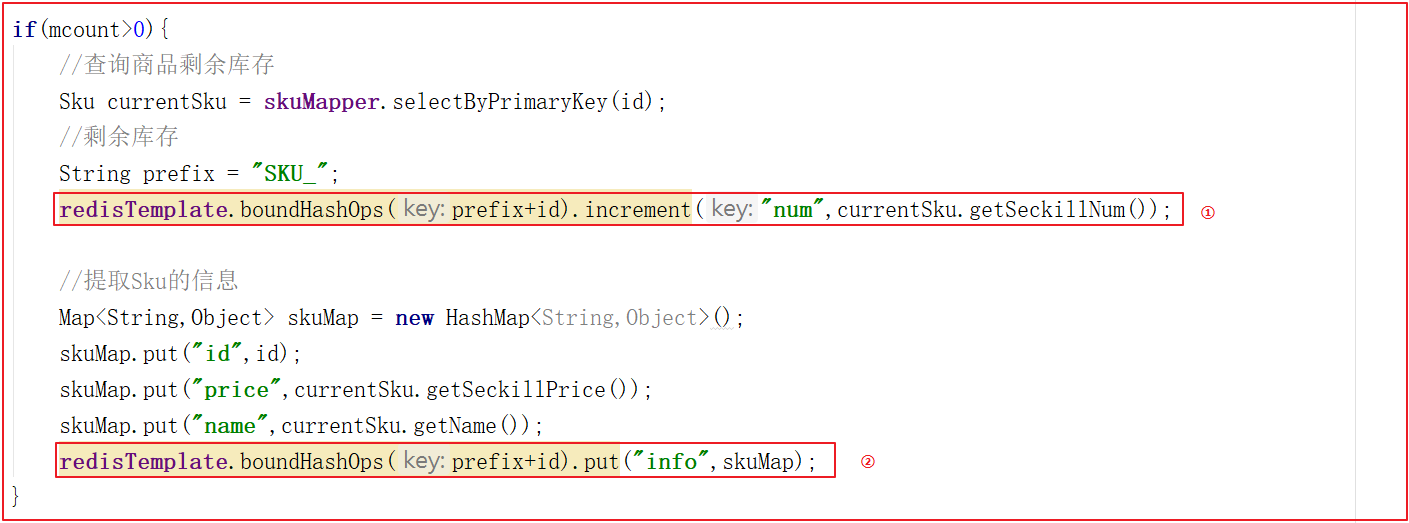 if(mcount>0){
//查询商品剩余库存
Sku currentSku = skuMapper.selectByPrimaryKey(id);
//剩余库存
String prefix = "SKU_";
redisTemplate.boundHashOps( key: prefix+id).increment( key: "num",currentSku.getSeckillNum()); ①
//提取Sku的信息
Map<String,Object> skuMap = new HashMap<String,Object>();
skuMap.put("id",id);
skuMap.put("price",currentSku.getSeckillPrice());
skuMap.put("name",currentSku.getName());
redisTemplate.boundHashOps( key: prefix+id).put("info",skuMap); ②
}